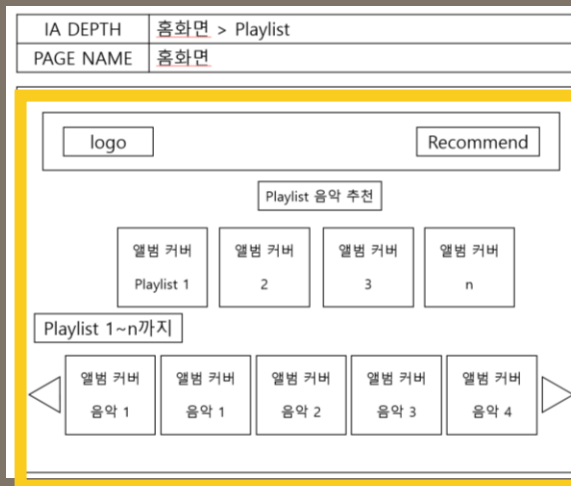 IA DEPTH 홈화면 > Playlist
PAGE NAME 홈화면
logo Recommend
Playlist 음악 추천
앨범 커버 앨범 커버 앨범 커버 앨범 커버
Playlist 1 2 3 n
Playlist 1~n까지
앨범 커버 앨범 커버 앨범 커버 앨범 커버 앨범 커버
음악 1 음악 1 음악 2 음악 3 음악 4